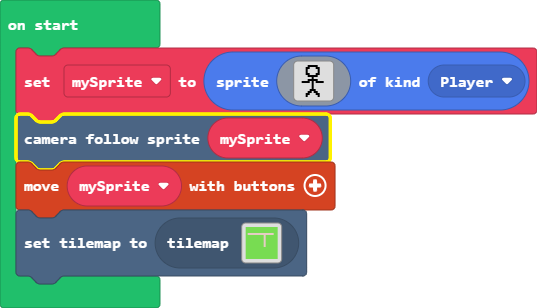 on start
set mySprite to sprite of kind Player
camera follow sprite mySprite
move mySprite with buttons
set tilemap to tilemap